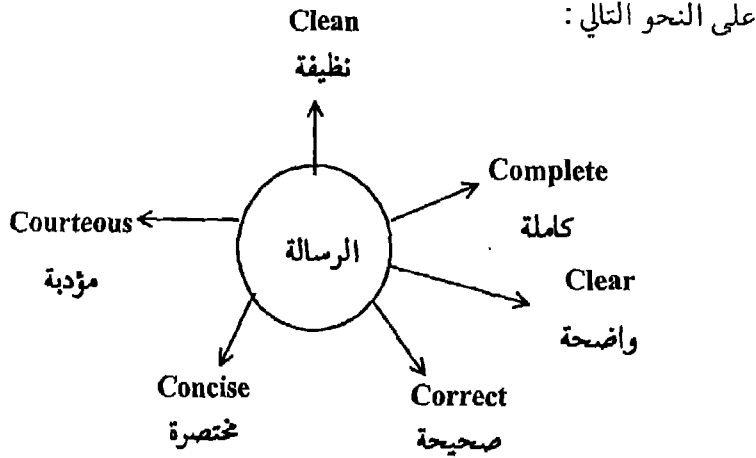 على النحو التالي :
Clean
نظيفة
Complete
كاملة
Clear
واضحة
Correct
صحيحة
Concise
مختصرة
Courteous
مؤدبة
الرسالة